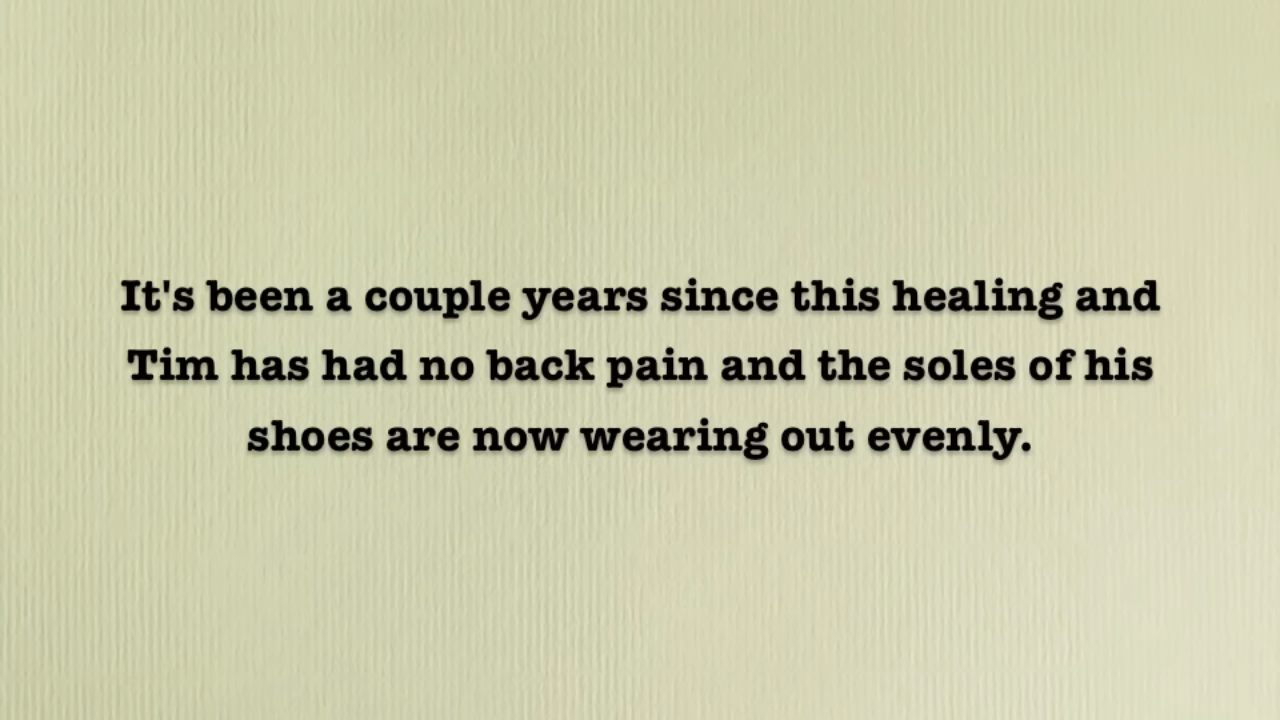 It's been a couple years since this healing and
Tim has had no back pain and the soles of his
shoes are now wearing out evenly.